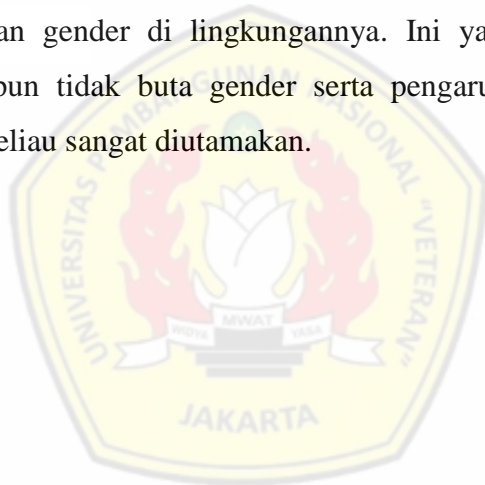 an gender di lingkungannya. Ini ya
pun tidak buta gender serta pengaru
eliau sangat diutamakan.
UNIVERSITAS PEMBANGUNAN NASIONAL "VETERAN"
WIDYA MWAT YASA
JAKARTA